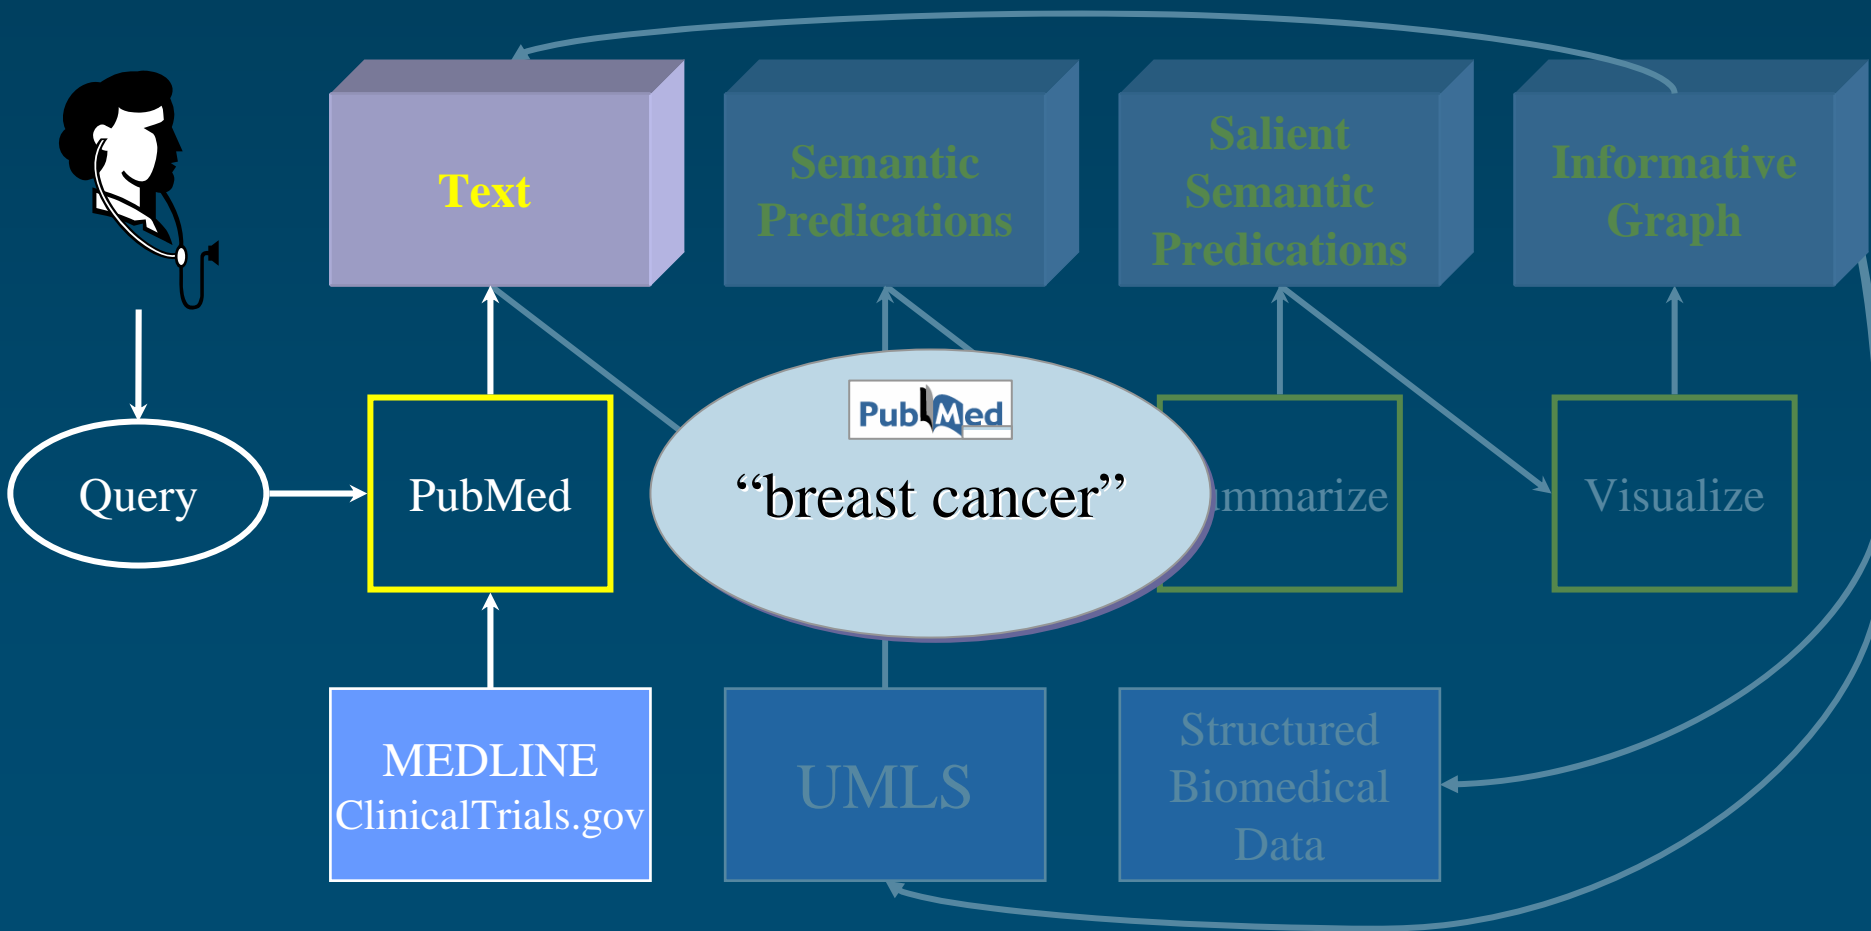 Text
Semantic
Predications
Salient
Semantic
Predications
Informative
Graph
Query
PubMed
PubMed
“breast cancer”
mmarize
Visualize
MEDLINE
ClinicalTrials.gov
UMLS
Structured
Biomedical
Data